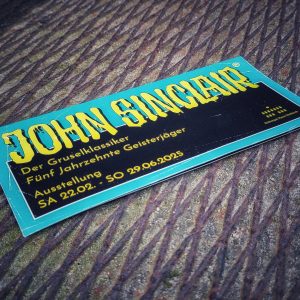 JOHN SINCLAIR®
Der Gruselklassiker
Fünf Jahrzehnte Geisterjäger
Ausstellung
SA 22.02. - SO 29.06.2025